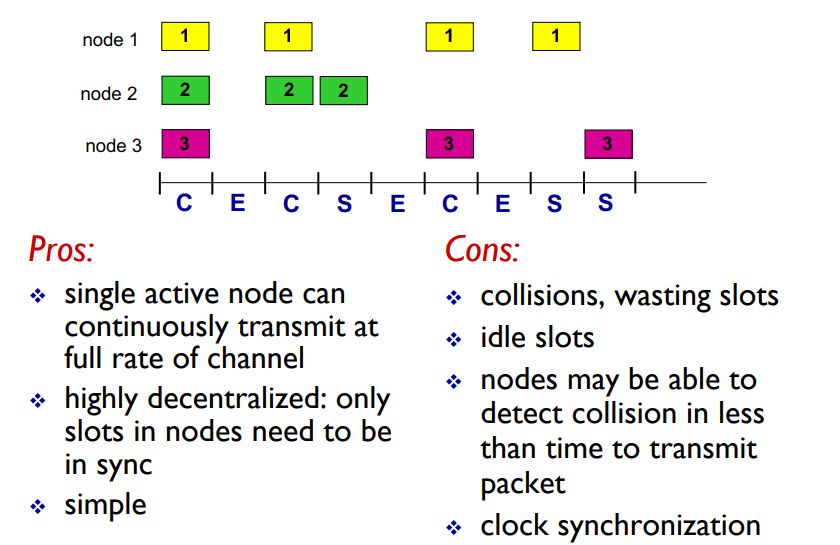 node 1 1 1 1 1
node 2 2 2 2
node 3 3 3 3
C E C S E C E S S
Pros:
single active node can
continuously transmit at
full rate of channel
highly decentralized: only
slots in nodes need to be
in sync
simple
Cons:
collisions, wasting slots
idle slots
nodes may be able to
detect collision in less
than time to transmit
packet
clock synchronization